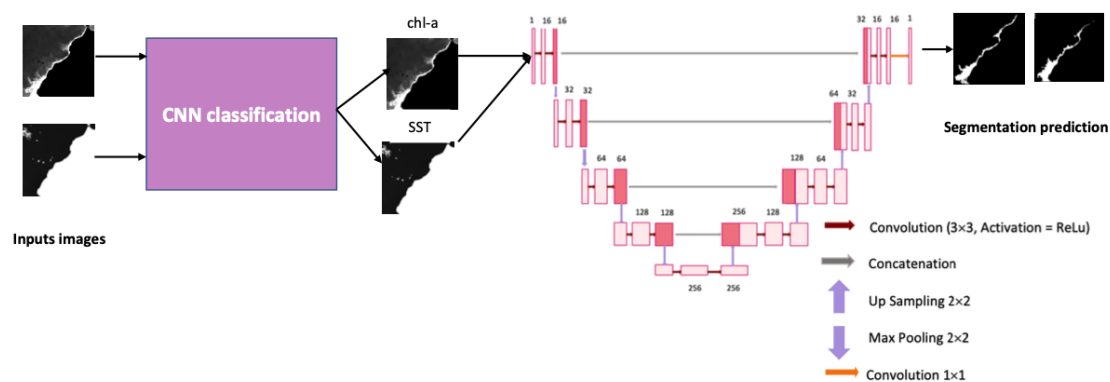 chl-a
CNN classification
SST
Inputs images
1 16 16
32 32
64 64
128 128
256 256
256 128
128 64
64 32
32 16 16 1
Segmentation prediction
Convolution (3×3, Activation = ReLu)
Concatenation
Up Sampling 2×2
Max Pooling 2×2
Convolution 1×1